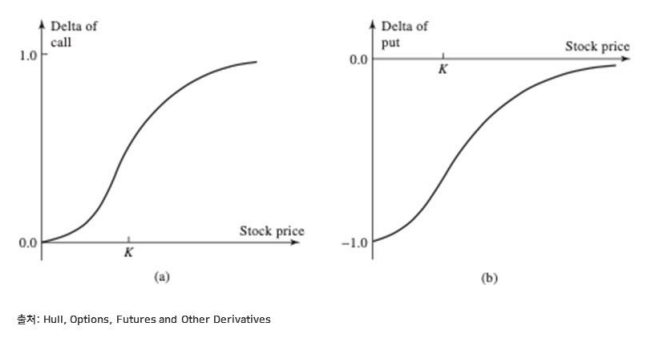 Delta of
call
1.0
0.0
Stock price
K
(a)
Delta of
put
0.0
Stock price
K
−1.0
(b)
출처: Hull, Options, Futures and Other Derivatives